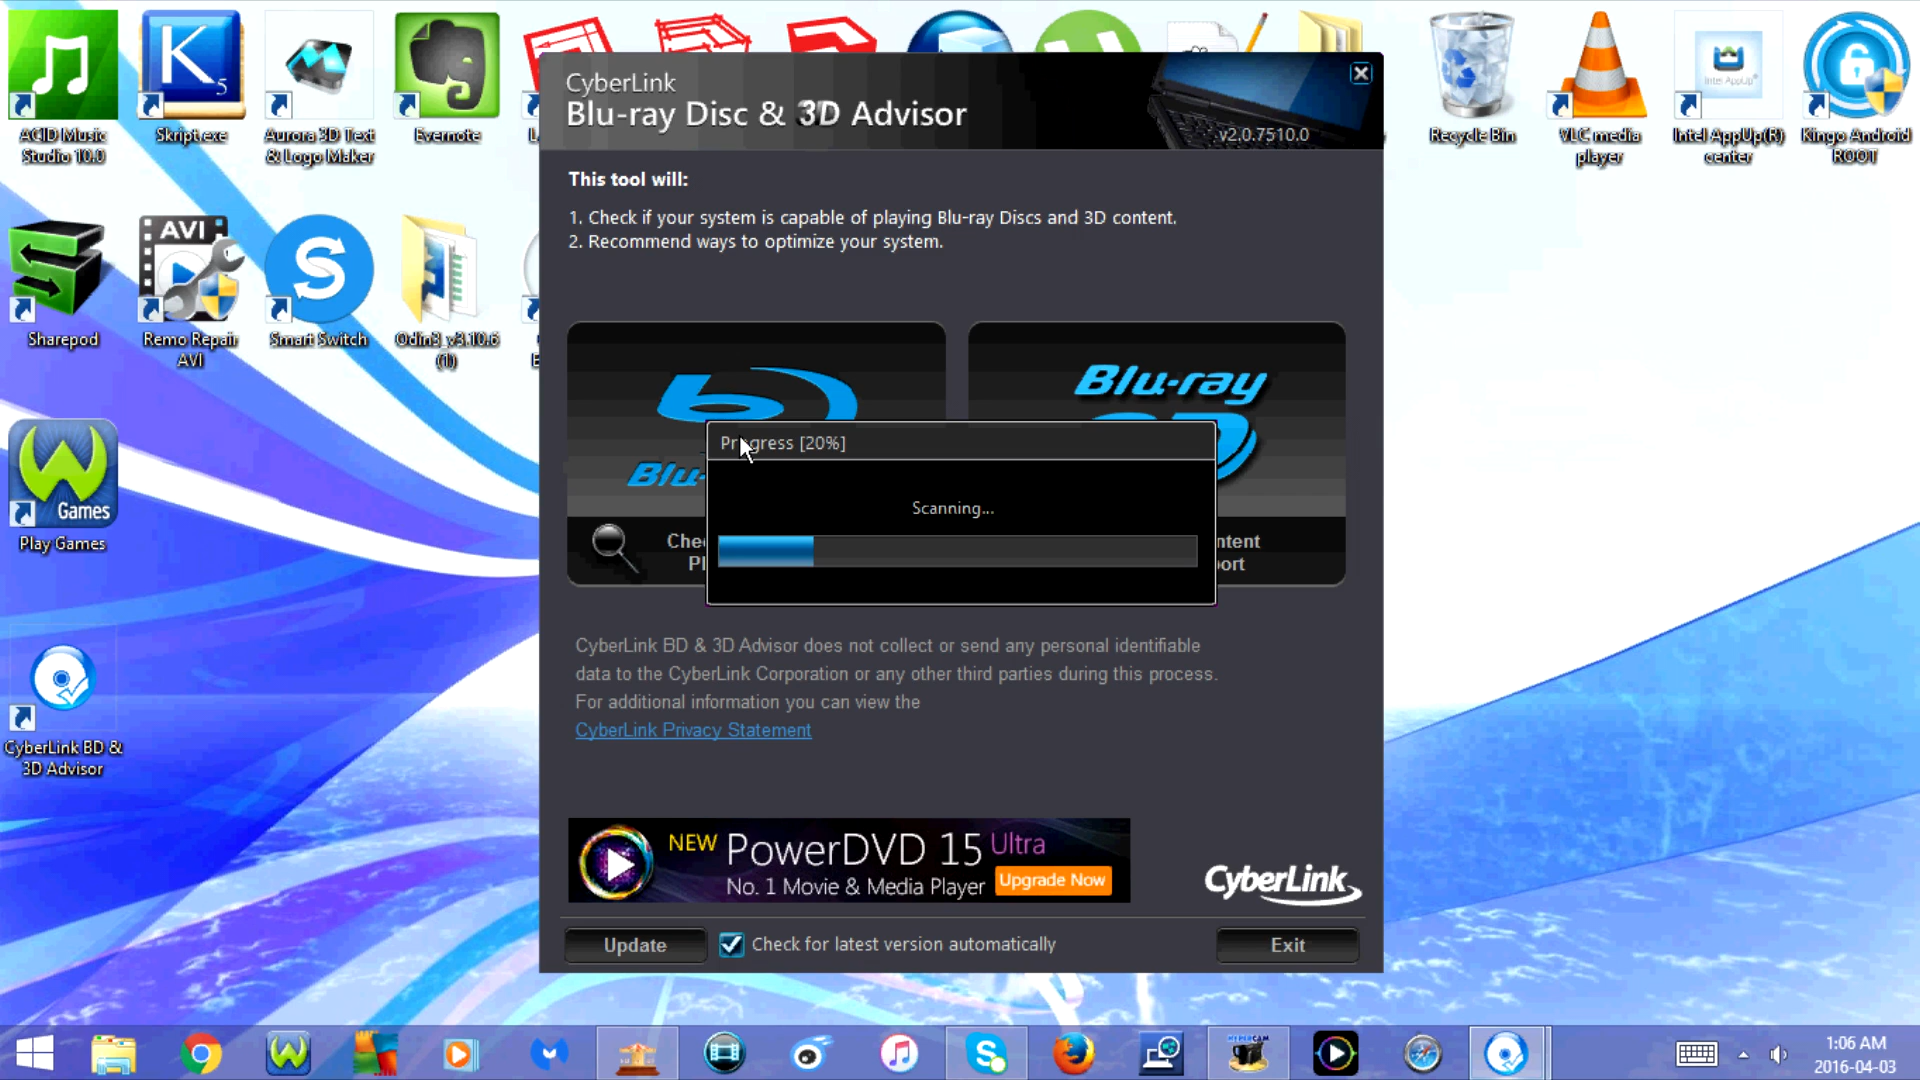 ACID Music
Studio 10.0
K
5
Skript.exe
Aurora 3D Text
& Logo Maker
Evernote
Recycle Bin
VLC media
player
Intel AppUp
Intel AppUp(R)
center
Kingo Android
ROOT
Sharepod
AVI
Remo Repair
AVI
S
Smart Switch
Odin3_v3.10.6
(1)
Games
Play Games
CyberLink BD &
3D Advisor
CyberLink
Blu-ray Disc & 3D Advisor
v2.0.7510.0
This tool will:
1. Check if your system is capable of playing Blu-ray Discs and 3D content.
2. Recommend ways to optimize your system.
Blu-ray
Blu-
Progress [20%]
Scanning...
CyberLink BD & 3D Advisor does not collect or send any personal identifiable
data to the CyberLink Corporation or any other third parties during this process.
For additional information you can view the
CyberLink Privacy Statement
NEW PowerDVD 15 Ultra
No. 1 Movie & Media Player Upgrade Now
CyberLink
Update
Check for latest version automatically
Exit
HYPERCAM
1:06 AM
2016-04-03